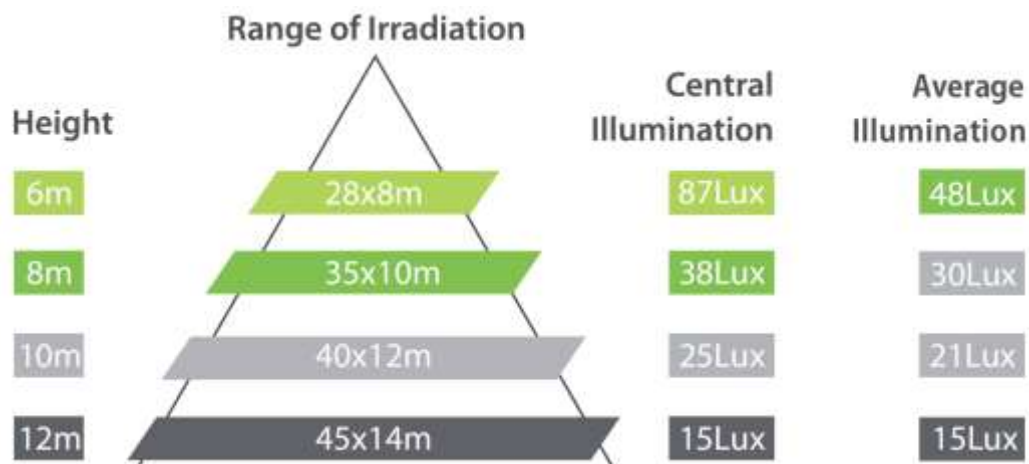 Range of Irradiation
Height
Central
Illumination
Average
Illumination
6m 28x8m 87Lux 48Lux
8m 35x10m 38Lux 30Lux
10m 40x12m 25Lux 21Lux
12m 45x14m 15Lux 15Lux